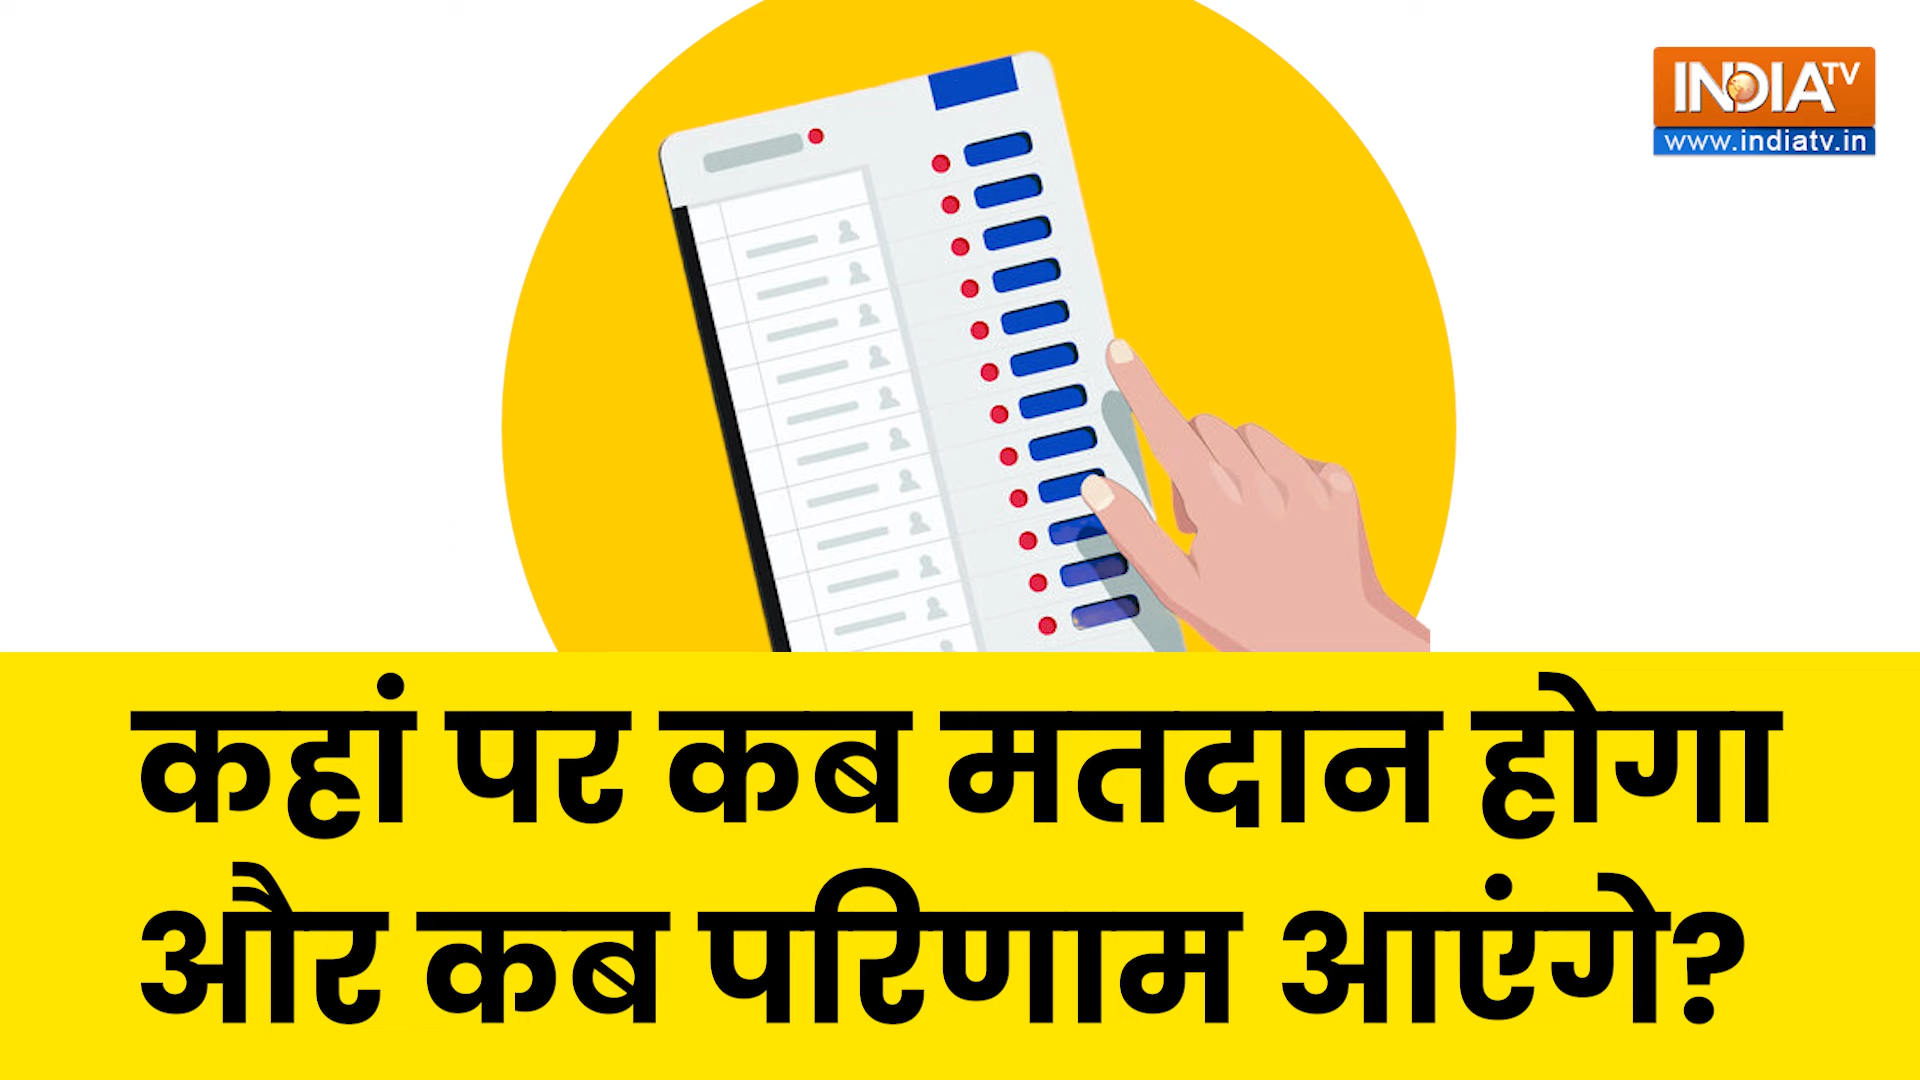 INDIA TV
www.indiatv.in
कहां पर कब मतदान होगा
और कब परिणाम आएंगे?